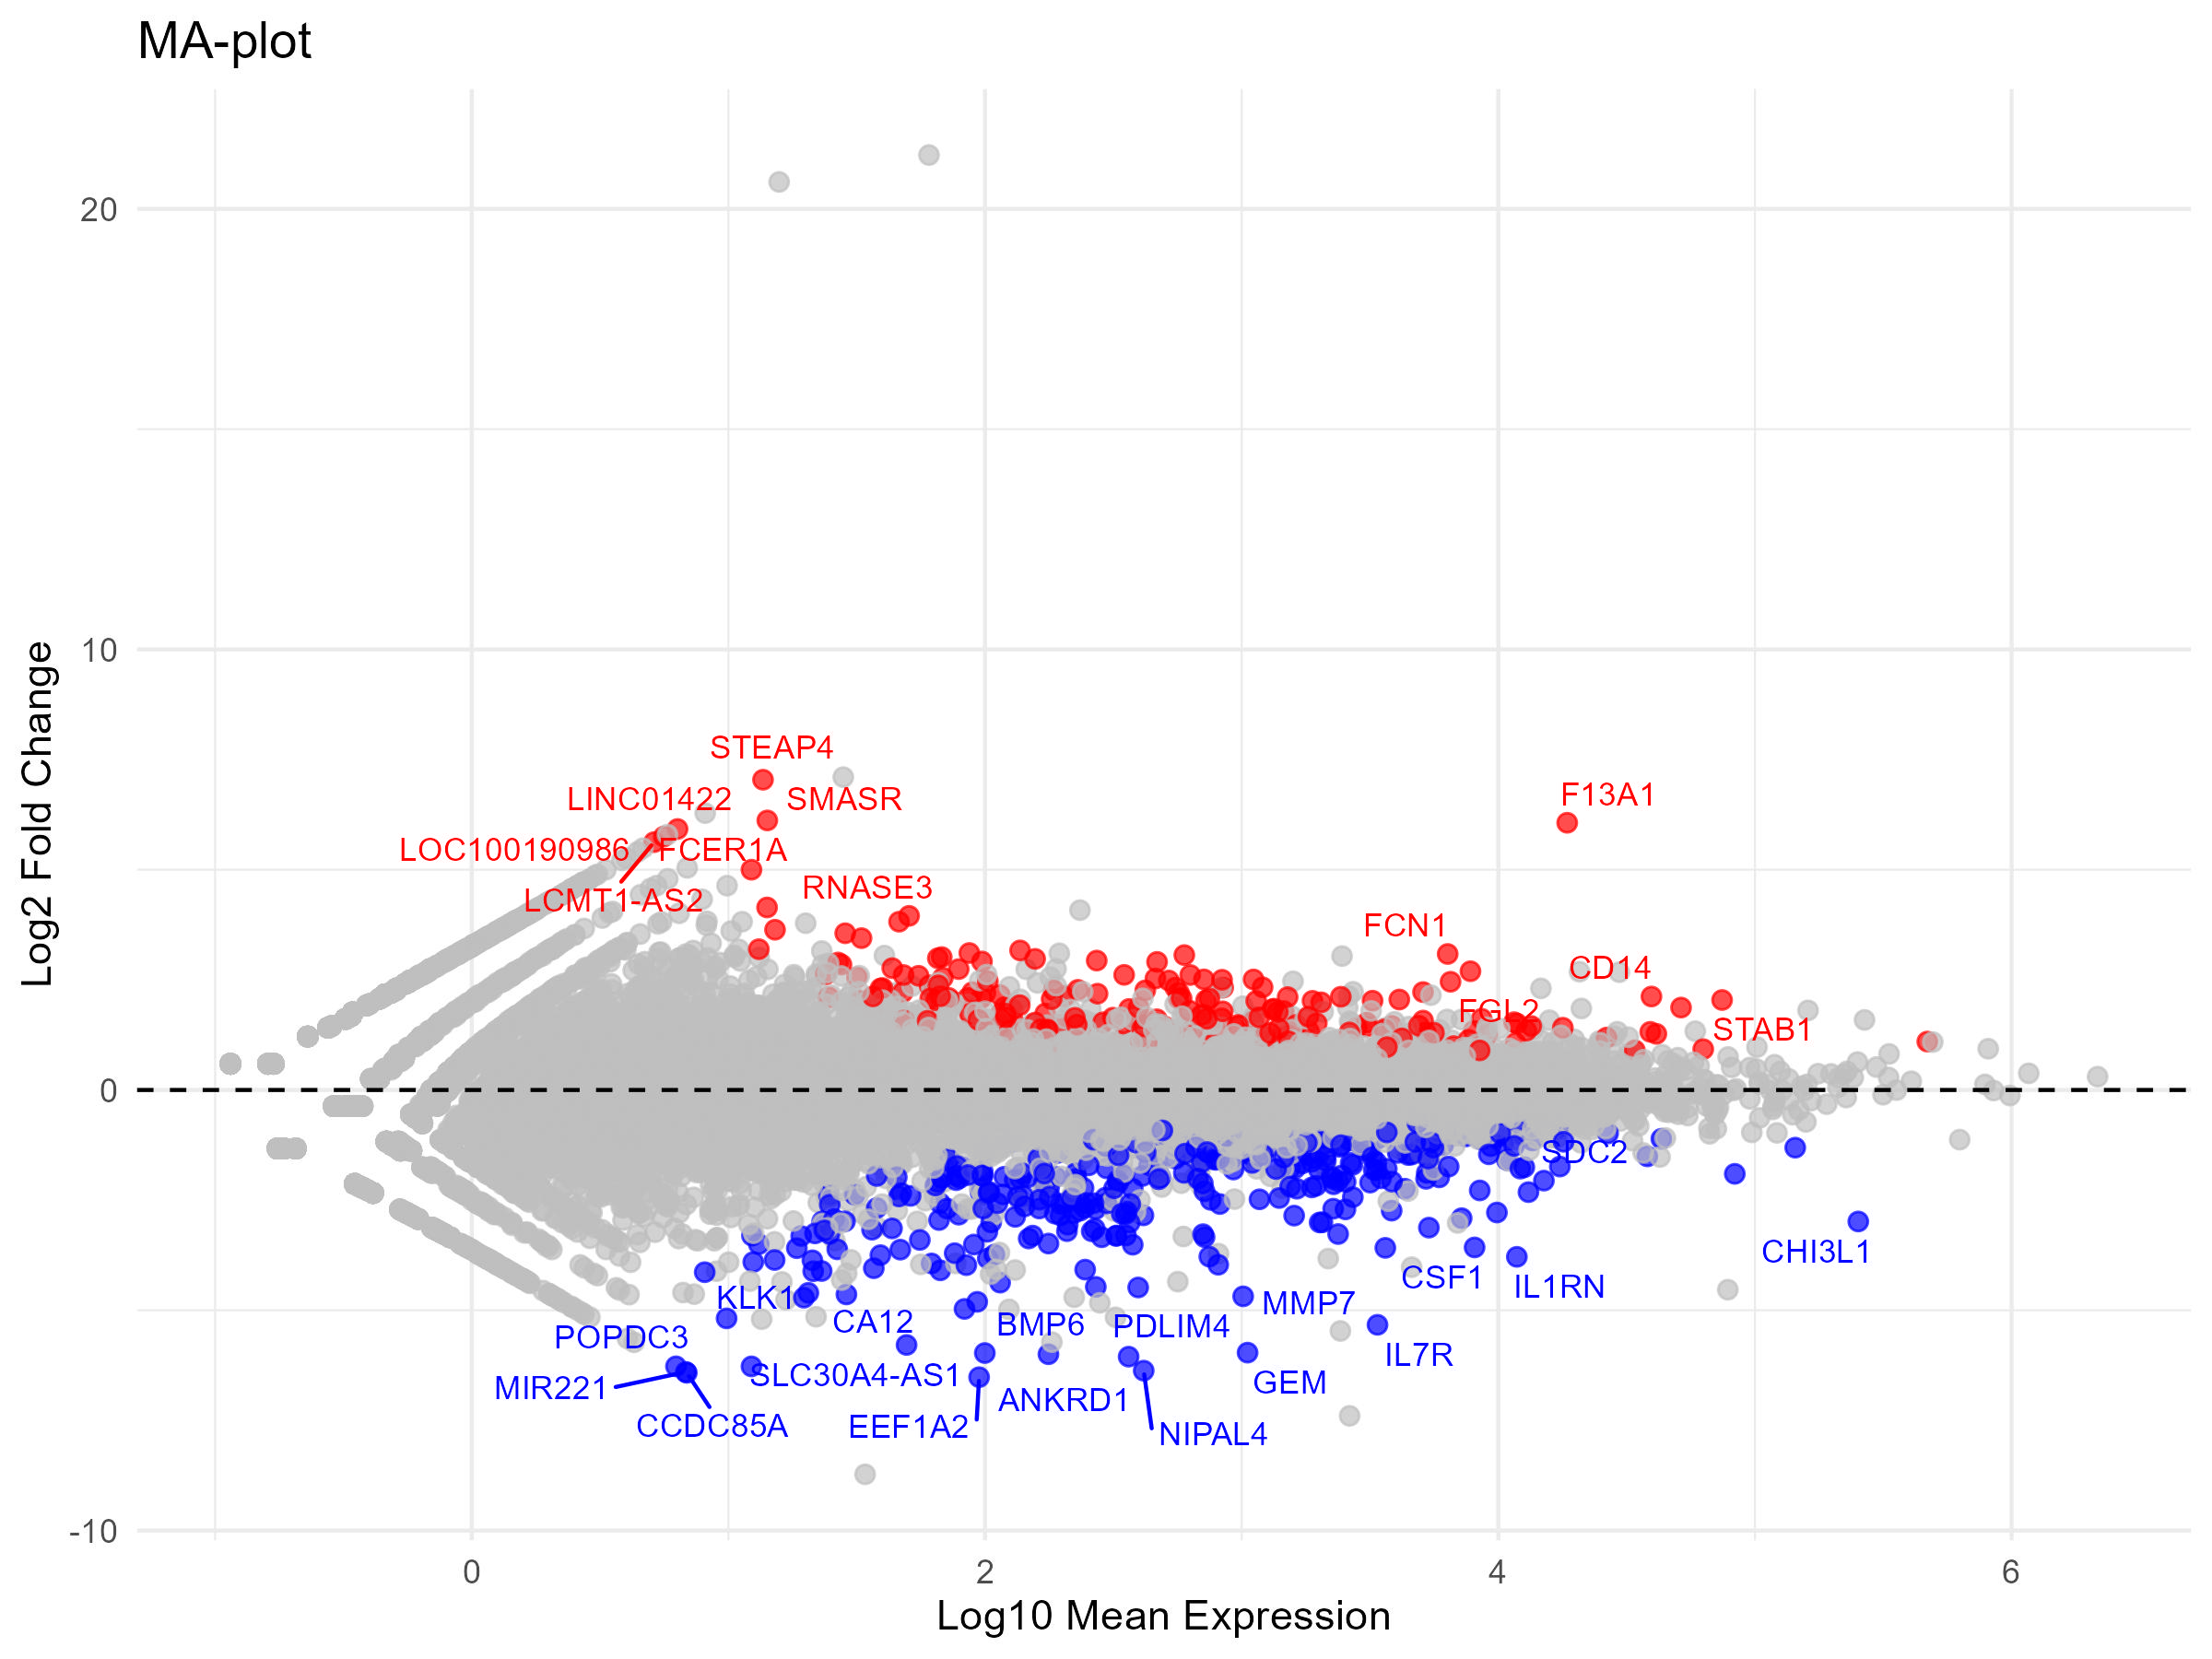 MA-plot
20
10
0
-10
Log2 Fold Change
STEAP4
LINC01422
SMASR
F13A1
LOC100190986
FCER1A
RNASE3
LCMT1-AS2
FCN1
CD14
FGL2
STAB1
SDC2
CHI3L1
CSF1
IL1RN
KLK1
MMP7
CA12
BMP6
PDLIM4
POPDC3
IL7R
SLC30A4-AS1
MIR221
GEM
ANKRD1
CCDC85A
EEF1A2
NIPAL4
0
2
4
6
Log10 Mean Expression